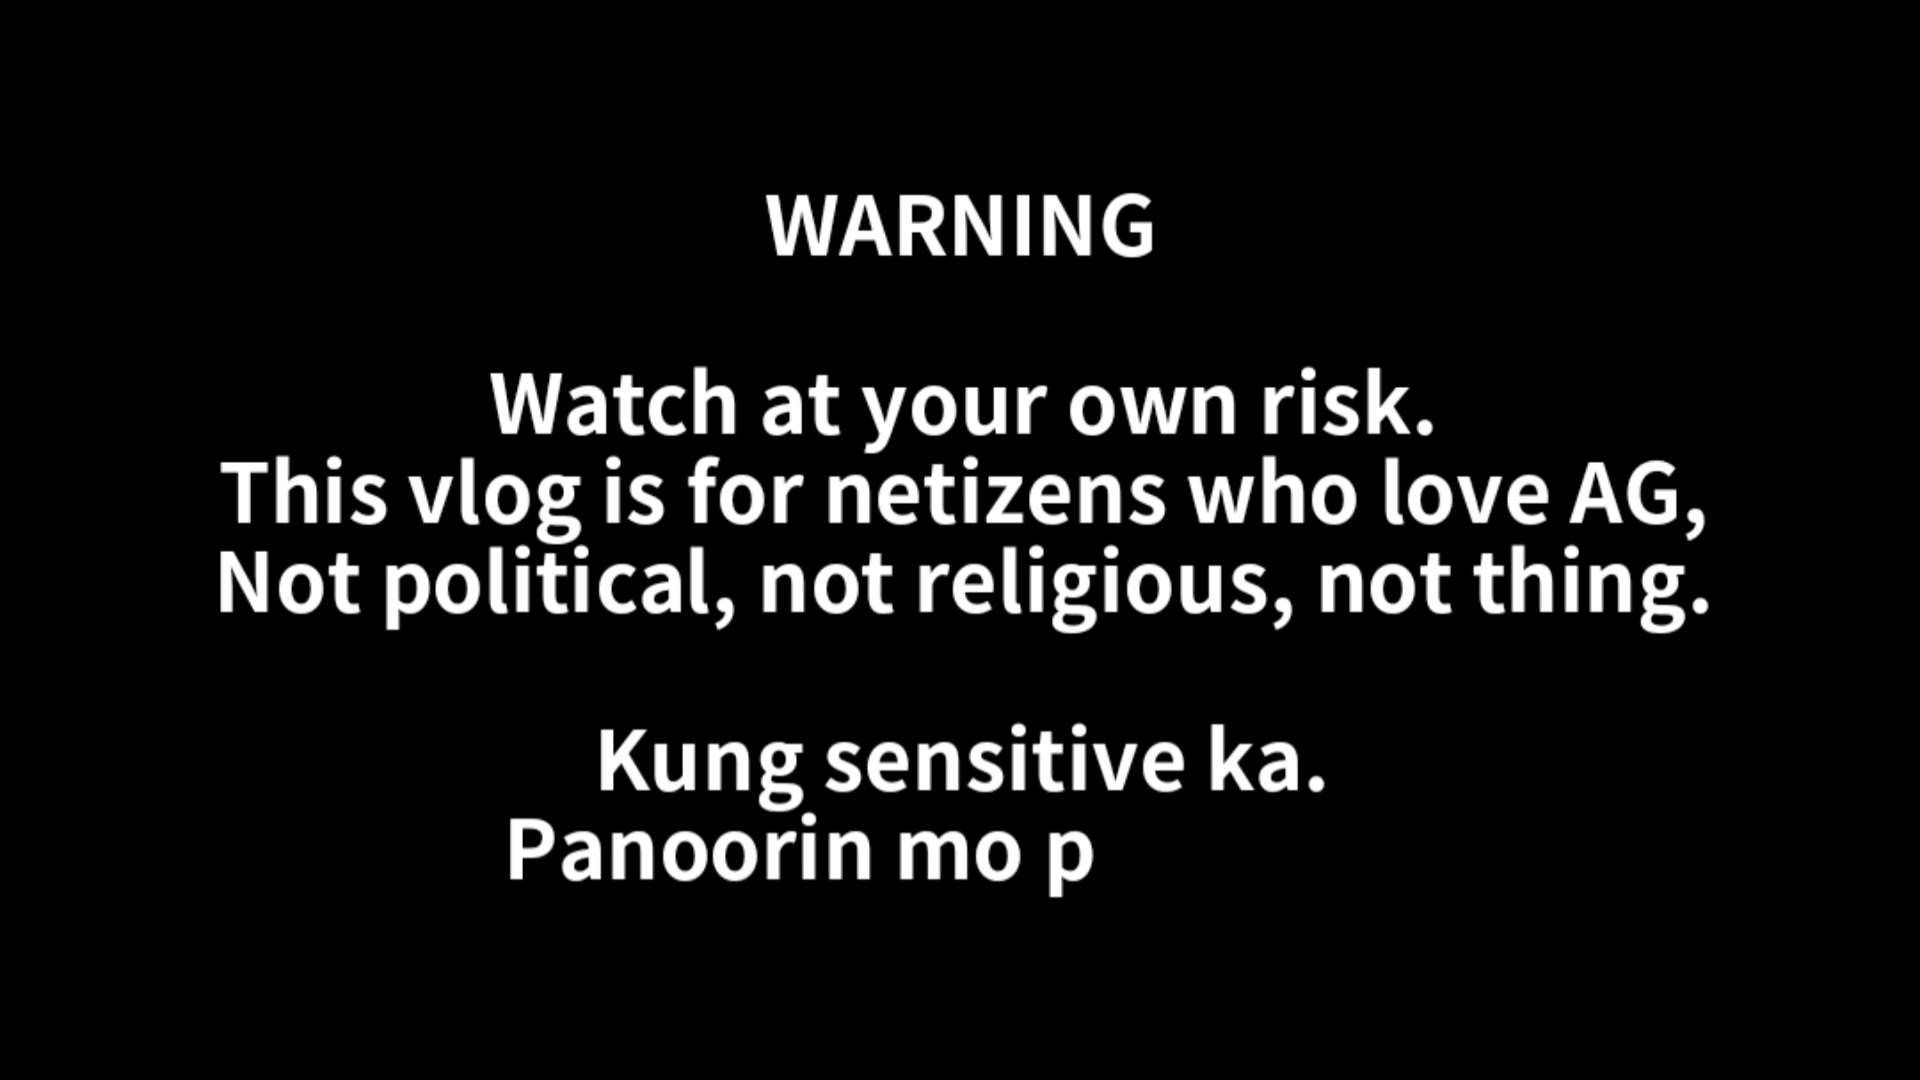 WARNING
Watch at your own risk.
This vlog is for netizens who love AG,
Not political, not religious, not thing.
Kung sensitive ka.
Panoorin mo p